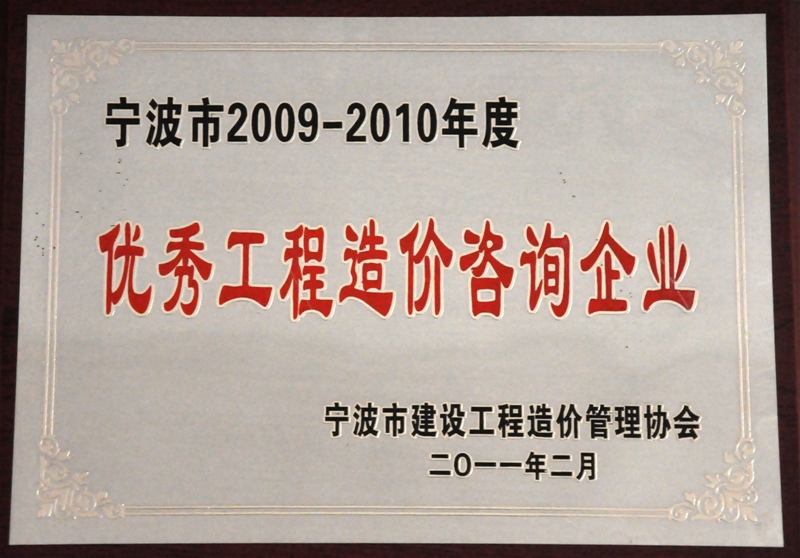 宁波市2009-2010年度
优秀工程造价咨询企业
宁波市建设工程造价管理协会
二〇一一年二月